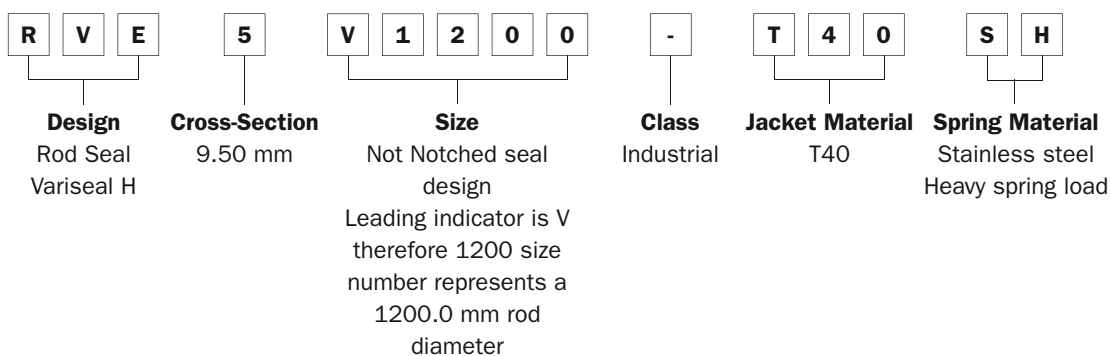 R V E 5 V 1 2 0 0 - T 4 0 S H
Design Cross-Section Size Class Jacket Material Spring Material
Rod Seal 9.50 mm Not Notched seal Industrial T40 Stainless steel
Variseal H design Heavy spring load
Leading indicator is V
therefore 1200 size
number represents a
1200.0 mm rod
diameter